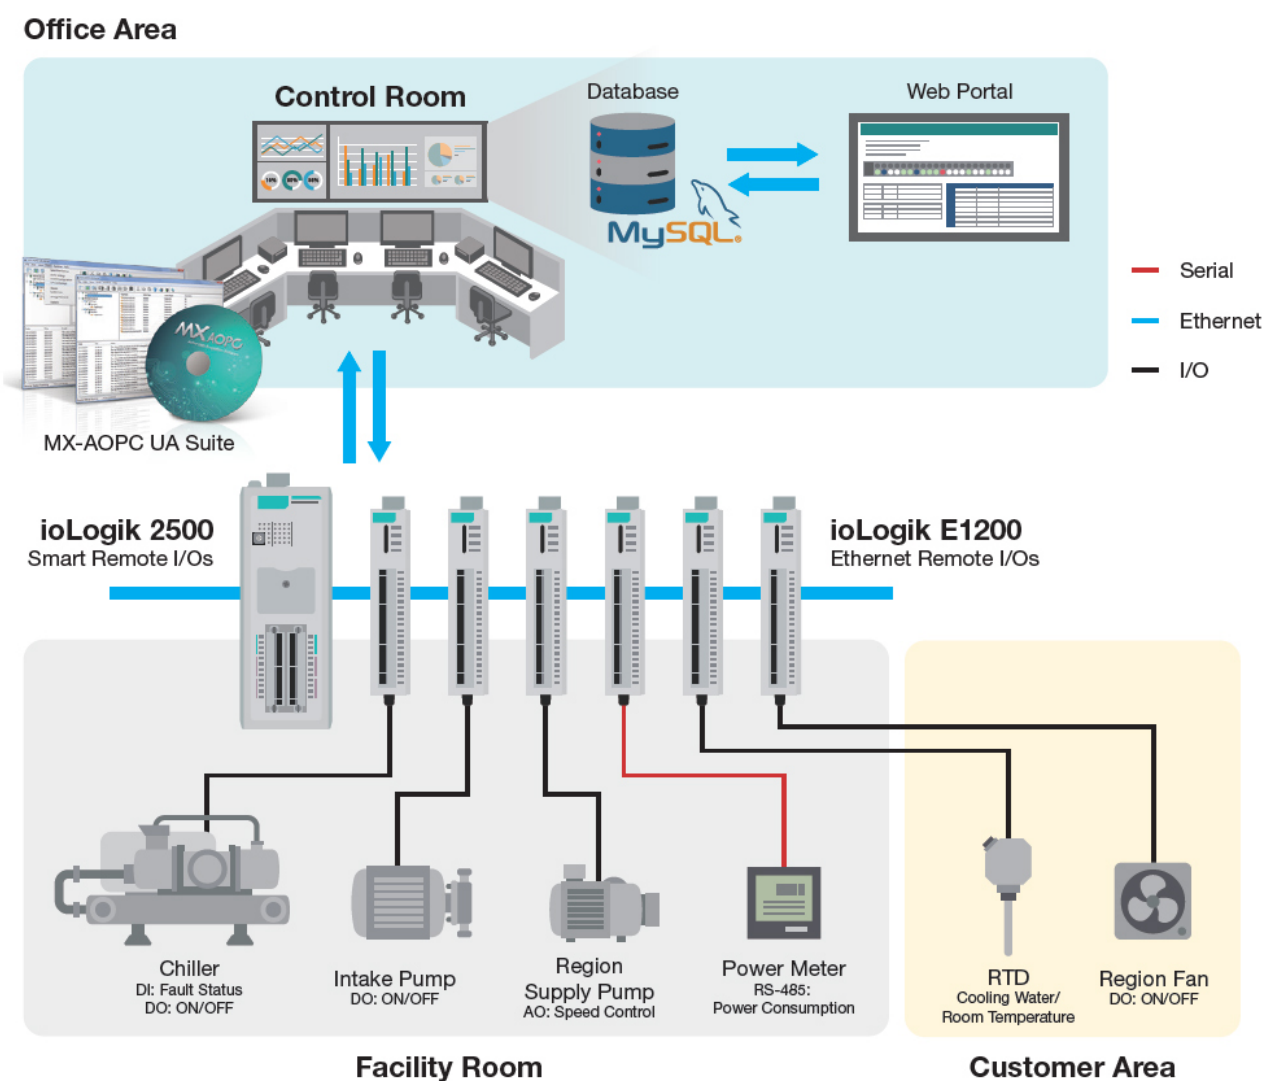 Office Area
Control Room
Database
Web Portal
MySQL®
Serial
Ethernet
I/O
MX AOPC
MX-AOPC UA Suite
ioLogik 2500
Smart Remote I/Os
ioLogik E1200
Ethernet Remote I/Os
Chiller
DI: Fault Status
DO: ON/OFF
Intake Pump
DO: ON/OFF
Region
Supply Pump
AO: Speed Control
Power Meter
RS-485:
Power Consumption
RTD
Cooling Water/
Room Temperature
Region Fan
DO: ON/OFF
Facility Room
Customer Area